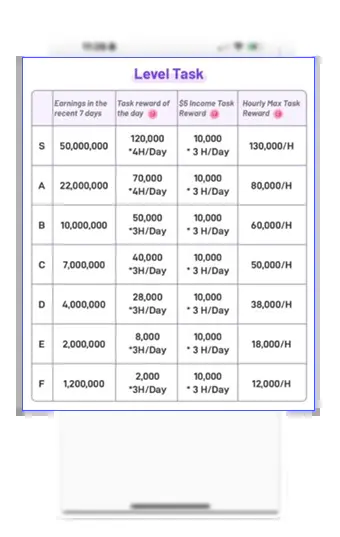 Level Task
Earnings in the recent 7 days | Task reward of the day | $5 Income Task Reward | Hourly Max Task Reward
S | 50,000,000 | 120,000 *4H/Day | 10,000 * 3 H/Day | 130,000/H
A | 22,000,000 | 70,000 *4H/Day | 10,000 * 3 H/Day | 80,000/H
B | 10,000,000 | 50,000 *3H/Day | 10,000 * 3 H/Day | 60,000/H
C | 7,000,000 | 40,000 *3H/Day | 10,000 * 3 H/Day | 50,000/H
D | 4,000,000 | 28,000 *3H/Day | 10,000 * 3 H/Day | 38,000/H
E | 2,000,000 | 8,000 *3H/Day | 10,000 * 3 H/Day | 18,000/H
F | 1,200,000 | 2,000 *3H/Day | 10,000 * 3 H/Day | 12,000/H